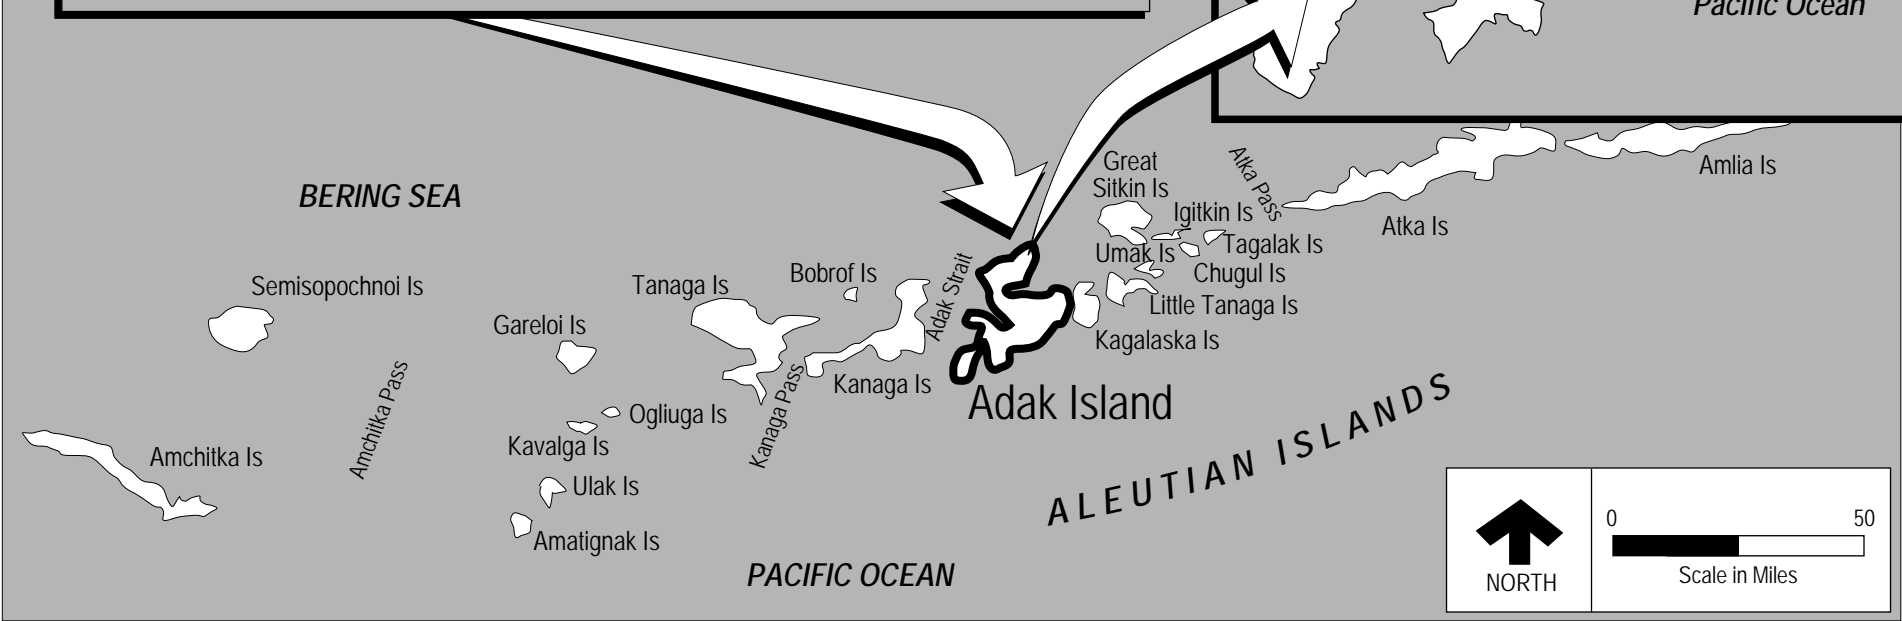 Pacific Ocean
Great
Sitkin Is
Atka Pass
Amlia Is
BERING SEA
Igitkin Is
Atka Is
Umak Is
Tagalak Is
Semisopochnoi Is
Tanaga Is
Bobrof Is
Adak Strait
Chugul Is
Gareloi Is
Little Tanaga Is
Kagalaska Is
Amchitka Pass
Kanaga Pass
Kanaga Is
Adak Island
Ogliuga Is
Kavalga Is
Amchitka Is
Ulak Is
ALEUTIAN ISLANDS
Amatignak Is
PACIFIC OCEAN
NORTH
0 50
Scale in Miles